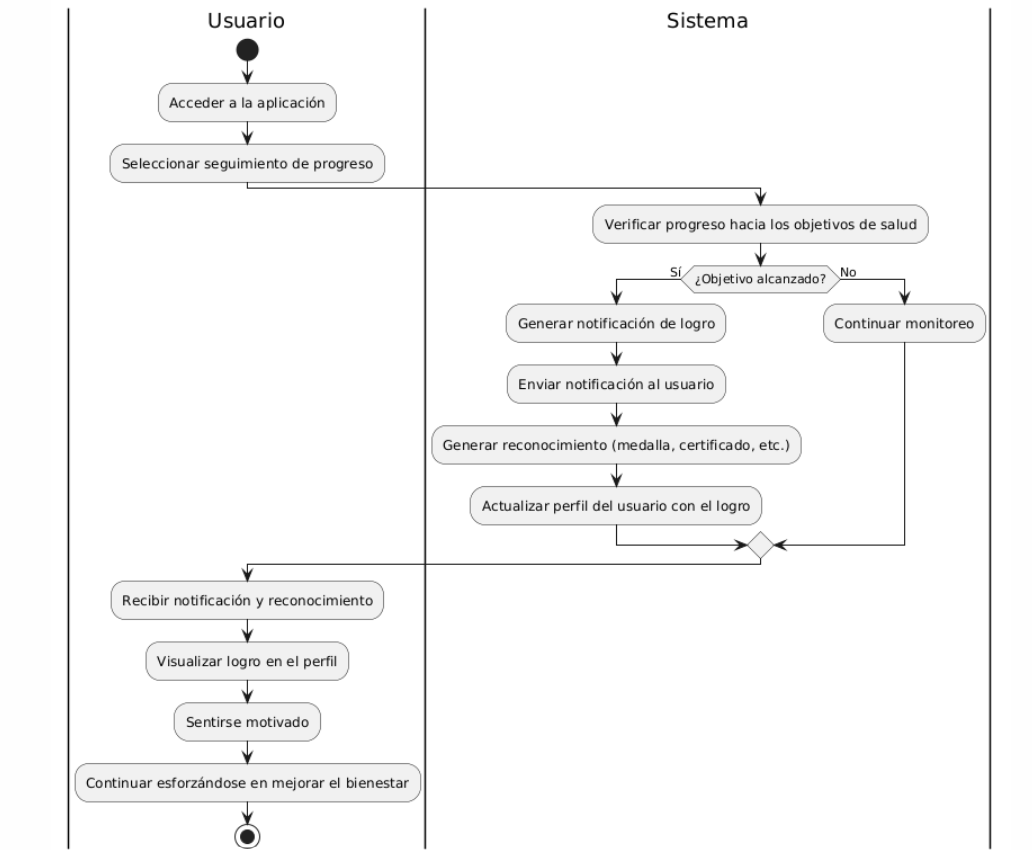 Usuario
Sistema
Acceder a la aplicación
Seleccionar seguimiento de progreso
Verificar progreso hacia los objetivos de salud
Sí
¿Objetivo alcanzado?
No
Generar notificación de logro
Continuar monitoreo
Enviar notificación al usuario
Generar reconocimiento (medalla, certificado, etc.)
Actualizar perfil del usuario con el logro
Recibir notificación y reconocimiento
Visualizar logro en el perfil
Sentirse motivado
Continuar esforzándose en mejorar el bienestar